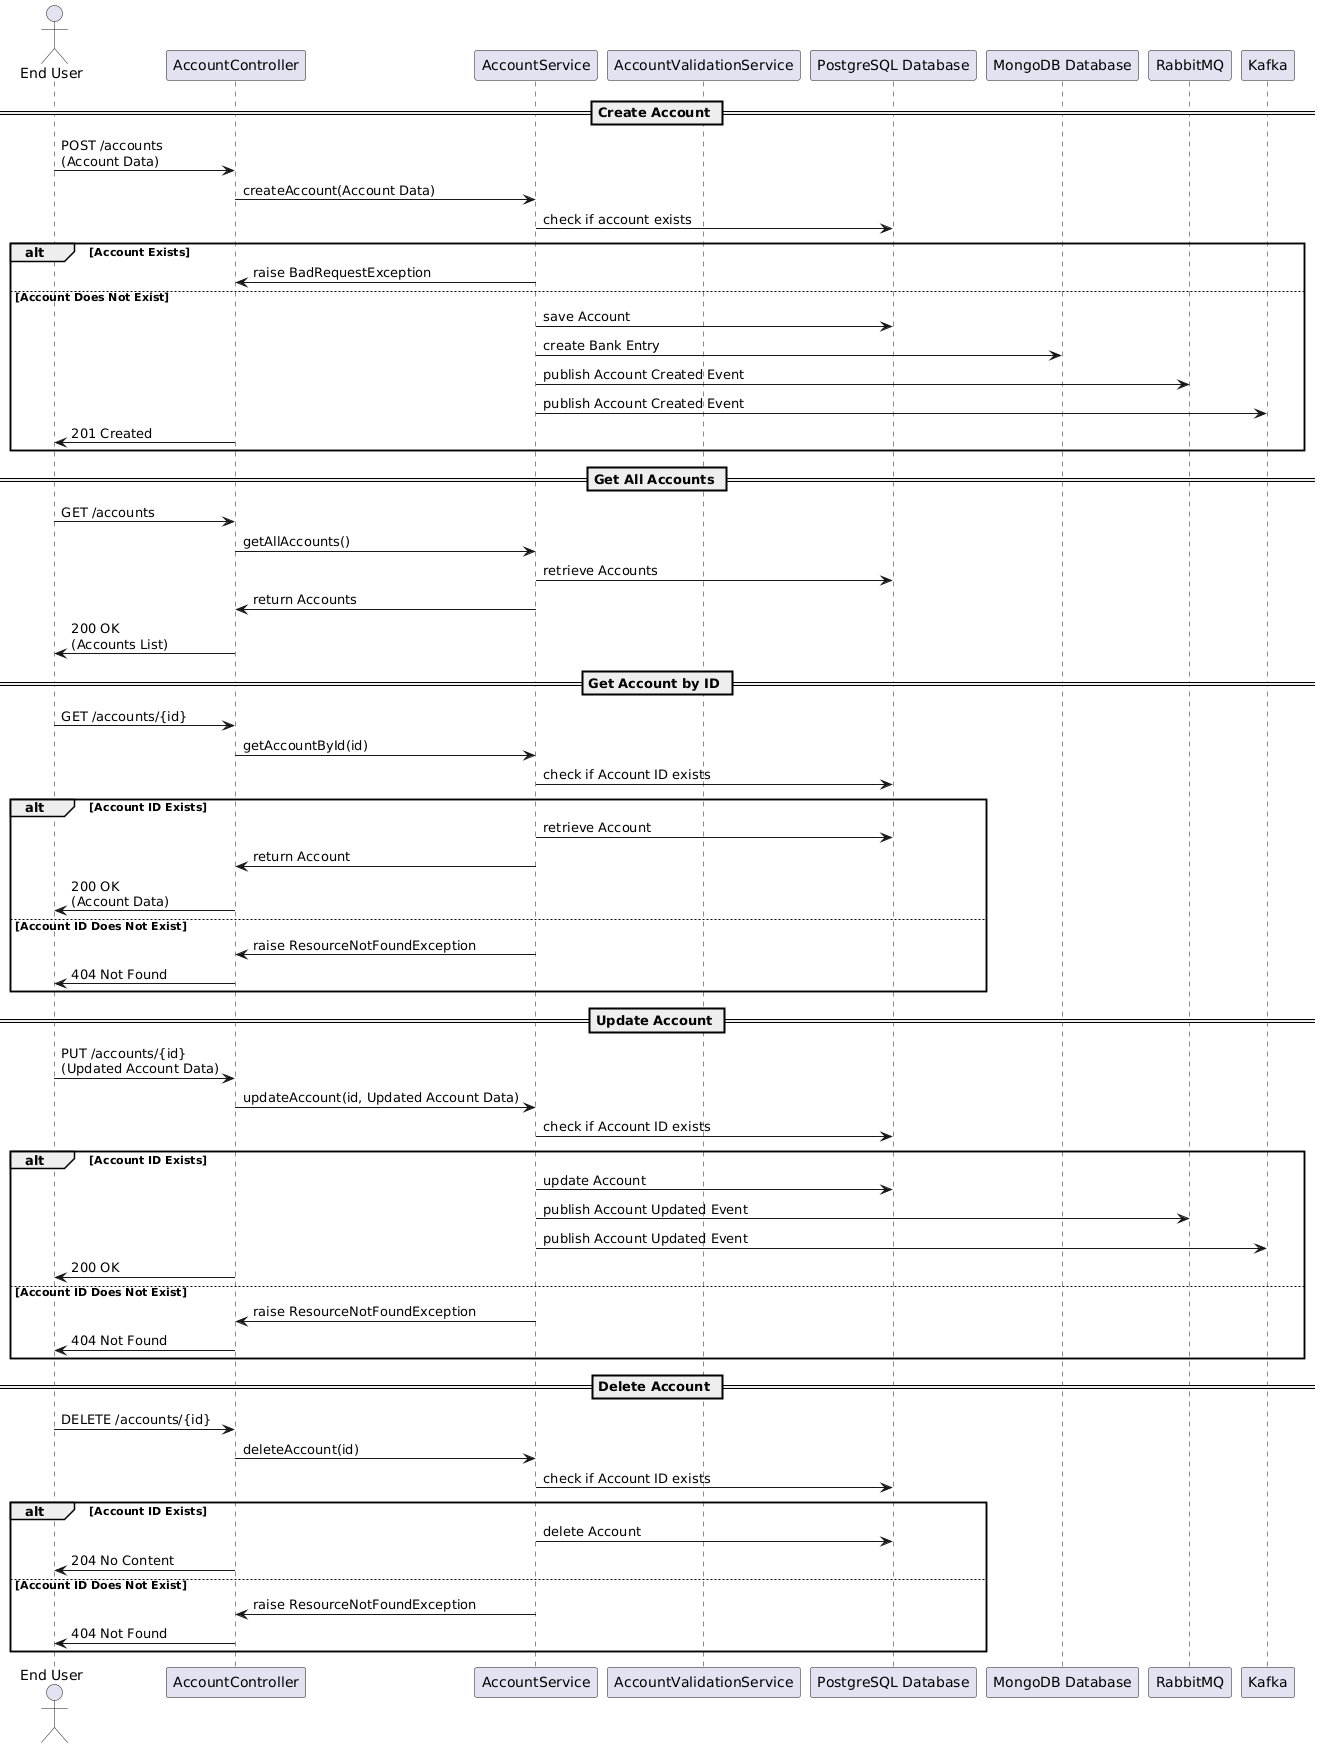 End User
AccountController
AccountService
AccountValidationService
PostgreSQL Database
MongoDB Database
RabbitMQ
Kafka
Create Account
POST /accounts
(Account Data)
createAccount(Account Data)
check if account exists
alt
[Account Exists]
raise BadRequestException
[Account Does Not Exist]
save Account
create Bank Entry
publish Account Created Event
publish Account Created Event
201 Created
Get All Accounts
GET /accounts
getAllAccounts()
retrieve Accounts
return Accounts
200 OK
(Accounts List)
Get Account by ID
GET /accounts/{id}
getAccountById(id)
check if Account ID exists
alt
[Account ID Exists]
retrieve Account
return Account
200 OK
(Account Data)
[Account ID Does Not Exist]
raise ResourceNotFoundException
404 Not Found
Update Account
PUT /accounts/{id}
(Updated Account Data)
updateAccount(id, Updated Account Data)
check if Account ID exists
alt
[Account ID Exists]
update Account
publish Account Updated Event
publish Account Updated Event
200 OK
[Account ID Does Not Exist]
raise ResourceNotFoundException
404 Not Found
Delete Account
DELETE /accounts/{id}
deleteAccount(id)
check if Account ID exists
alt
[Account ID Exists]
delete Account
204 No Content
[Account ID Does Not Exist]
raise ResourceNotFoundException
404 Not Found
End User
AccountController
AccountService
AccountValidationService
PostgreSQL Database
MongoDB Database
RabbitMQ
Kafka